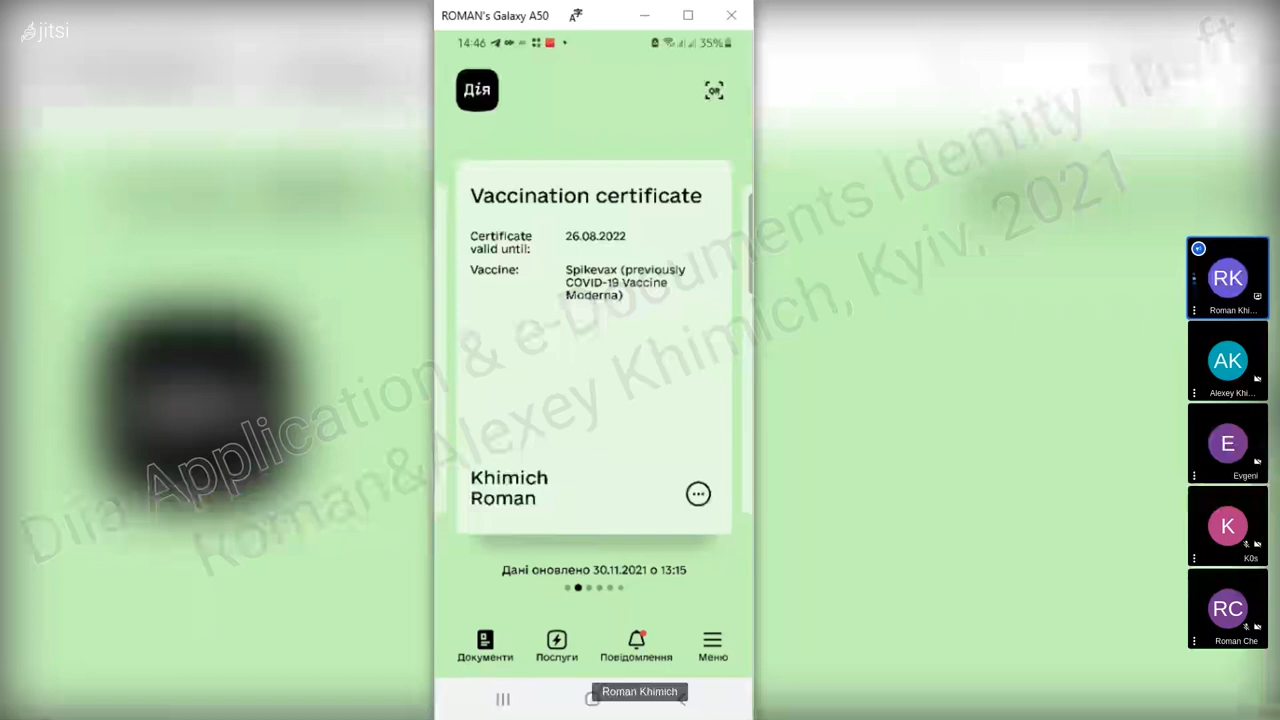 jitsi
ROMAN's Galaxy A50
14:46
35%
Дія
QR
Vaccination certificate
Certificate valid until:
26.08.2022
Vaccine:
Spikevax (previously
COVID-19 Vaccine
Moderna)
Khimich
Roman
Дані оновлено 30.11.2021 о 13:15
Документи
Послуги
Повідомлення
Меню
Roman Khimich
Diia Application & e-Documents Identity Theft
Roman&Alexey Khimich, Kyiv, 2021
RK
Roman Khi...
AK
Alexey Khi...
E
Evgeni
K
K0s
RC
Roman Che